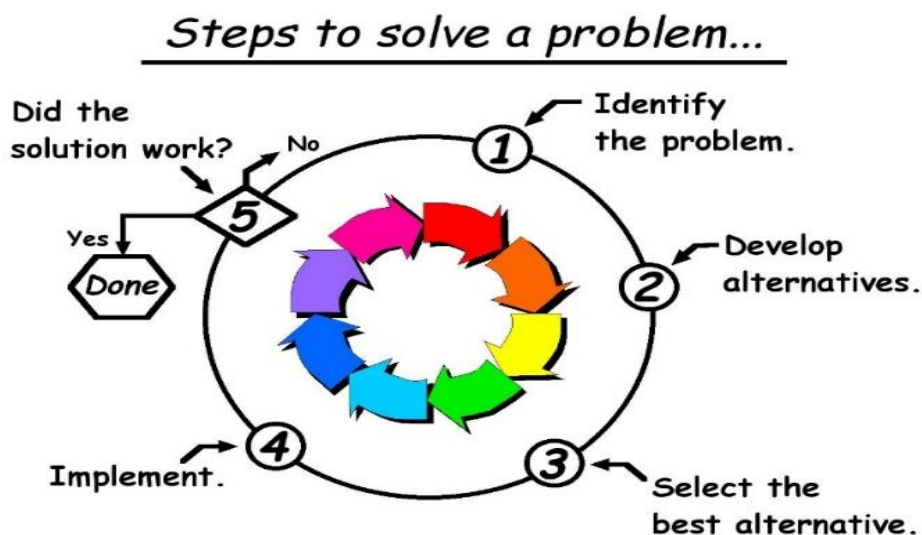 Steps to solve a problem...
1
Identify
the problem.
2
Develop
alternatives.
3
Select the
best alternative.
4
Implement.
5
Did the
solution work?
No
Yes
Done